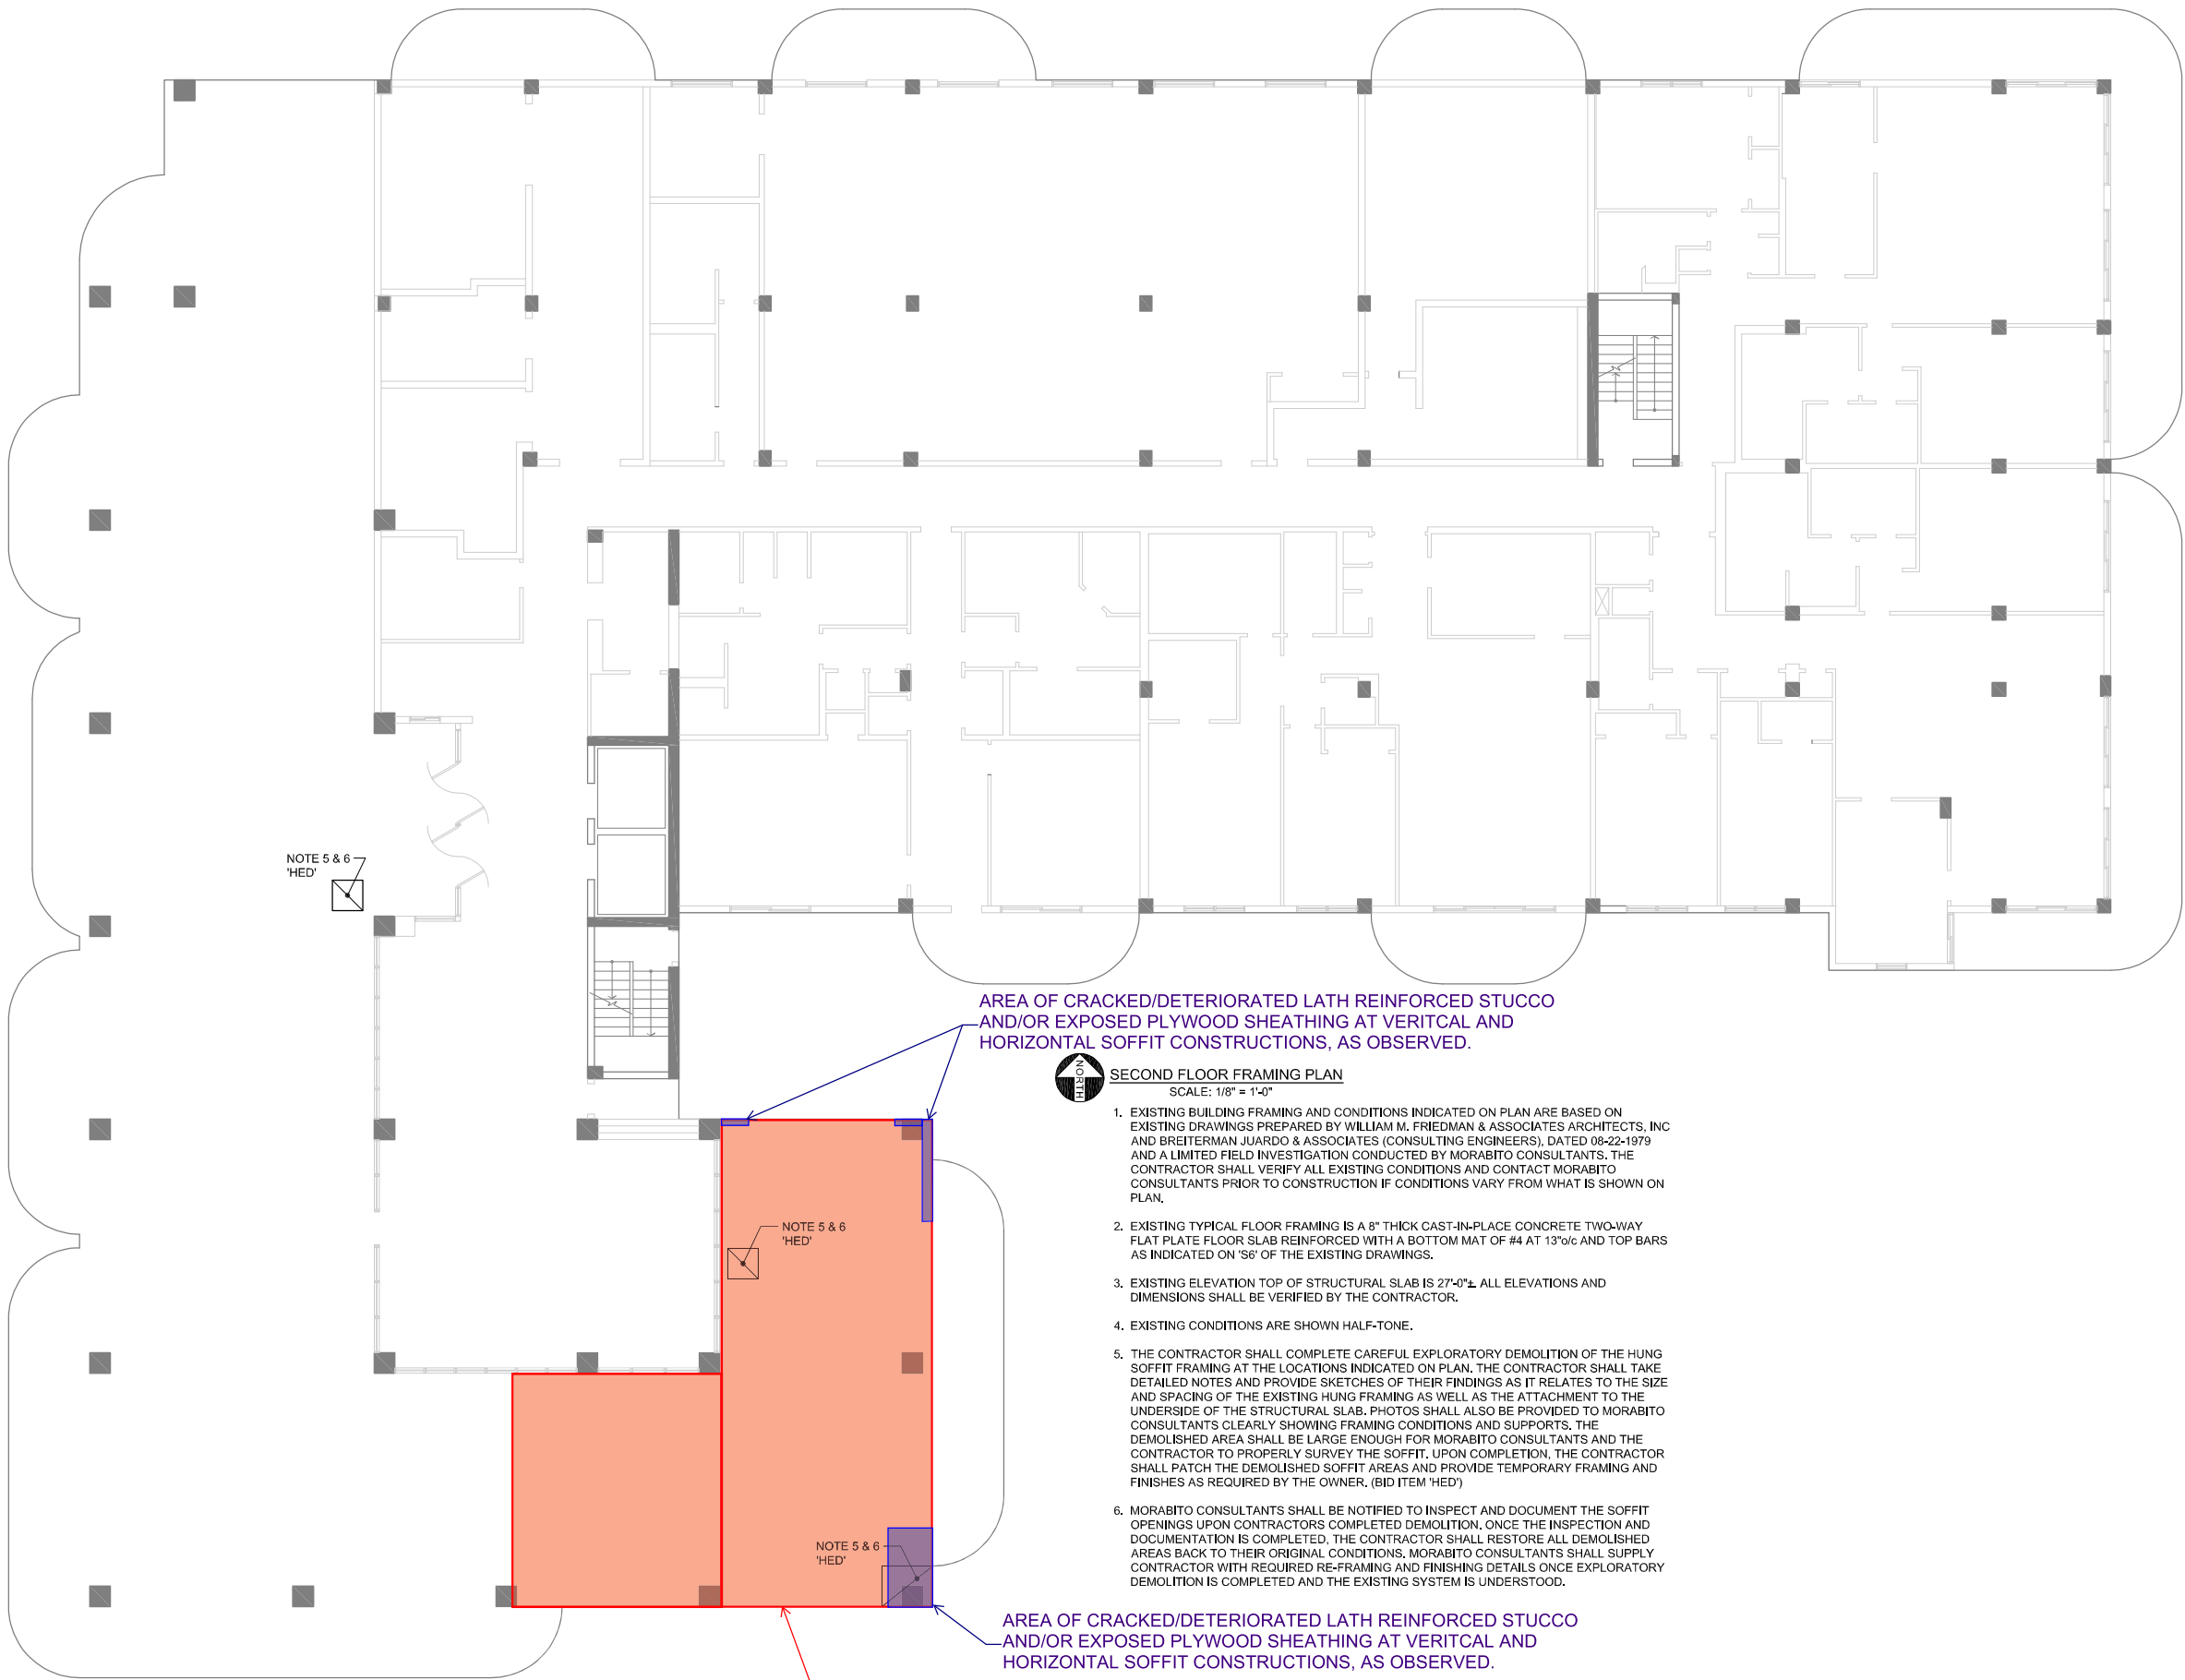 NOTE 5 & 6
'HED'
AREA OF CRACKED/DETERIORATED LATH REINFORCED STUCCO
AND/OR EXPOSED PLYWOOD SHEATHING AT VERITCAL AND
HORIZONTAL SOFFIT CONSTRUCTIONS, AS OBSERVED.
NORTH
SECOND FLOOR FRAMING PLAN
SCALE: 1/8" = 1'-0"
1. EXISTING BUILDING FRAMING AND CONDITIONS INDICATED ON PLAN ARE BASED ON
EXISTING DRAWINGS PREPARED BY WILLIAM M. FRIEDMAN & ASSOCIATES ARCHITECTS, INC
AND BREITERMAN JUARDO & ASSOCIATES (CONSULTING ENGINEERS), DATED 08-22-1979
AND A LIMITED FIELD INVESTIGATION CONDUCTED BY MORABITO CONSULTANTS. THE
CONTRACTOR SHALL VERIFY ALL EXISTING CONDITIONS AND CONTACT MORABITO
CONSULTANTS PRIOR TO CONSTRUCTION IF CONDITIONS VARY FROM WHAT IS SHOWN ON
PLAN.
2. EXISTING TYPICAL FLOOR FRAMING IS A 8" THICK CAST-IN-PLACE CONCRETE TWO-WAY
FLAT PLATE FLOOR SLAB REINFORCED WITH A BOTTOM MAT OF #4 AT 13"o/c AND TOP BARS
AS INDICATED ON 'S6' OF THE EXISTING DRAWINGS.
3. EXISTING ELEVATION TOP OF STRUCTURAL SLAB IS 27'-0"±. ALL ELEVATIONS AND
DIMENSIONS SHALL BE VERIFIED BY THE CONTRACTOR.
4. EXISTING CONDITIONS ARE SHOWN HALF-TONE.
5. THE CONTRACTOR SHALL COMPLETE CAREFUL EXPLORATORY DEMOLITION OF THE HUNG
SOFFIT FRAMING AT THE LOCATIONS INDICATED ON PLAN. THE CONTRACTOR SHALL TAKE
DETAILED NOTES AND PROVIDE SKETCHES OF THEIR FINDINGS AS IT RELATES TO THE SIZE
AND SPACING OF THE EXISTING HUNG FRAMING AS WELL AS THE ATTACHMENT TO THE
UNDERSIDE OF THE STRUCTURAL SLAB. PHOTOS SHALL ALSO BE PROVIDED TO MORABITO
CONSULTANTS CLEARLY SHOWING FRAMING CONDITIONS AND SUPPORTS. THE
DEMOLISHED AREA SHALL BE LARGE ENOUGH FOR MORABITO CONSULTANTS AND THE
CONTRACTOR TO PROPERLY SURVEY THE SOFFIT. UPON COMPLETION, THE CONTRACTOR
SHALL PATCH THE DEMOLISHED SOFFIT AREAS AND PROVIDE TEMPORARY FRAMING AND
FINISHES AS REQUIRED BY THE OWNER. (BID ITEM 'HED')
6. MORABITO CONSULTANTS SHALL BE NOTIFIED TO INSPECT AND DOCUMENT THE SOFFIT
OPENINGS UPON CONTRACTORS COMPLETED DEMOLITION. ONCE THE INSPECTION AND
DOCUMENTATION IS COMPLETED, THE CONTRACTOR SHALL RESTORE ALL DEMOLISHED
AREAS BACK TO THEIR ORIGINAL CONDITIONS. MORABITO CONSULTANTS SHALL SUPPLY
CONTRACTOR WITH REQUIRED RE-FRAMING AND FINISHING DETAILS ONCE EXPLORATORY
DEMOLITION IS COMPLETED AND THE EXISTING SYSTEM IS UNDERSTOOD.
NOTE 5 & 6
'HED'
NOTE 5 & 6
'HED'
AREA OF CRACKED/DETERIORATED LATH REINFORCED STUCCO
AND/OR EXPOSED PLYWOOD SHEATHING AT VERITCAL AND
HORIZONTAL SOFFIT CONSTRUCTIONS, AS OBSERVED.